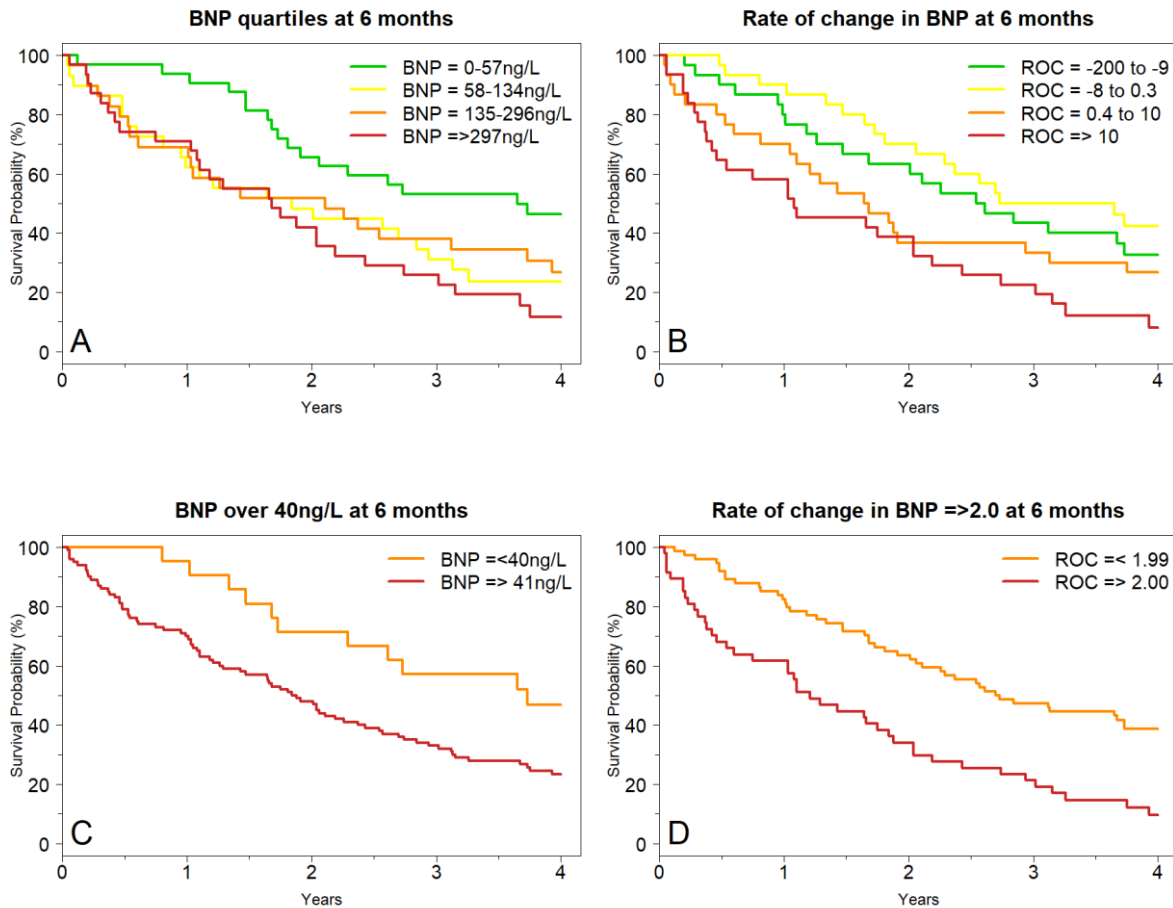 BNP quartiles at 6 months
Survival Probability (%)
100
80
60
40
20
0
BNP = 0-57ng/L
BNP = 58-134ng/L
BNP = 135-296ng/L
BNP =>297ng/L
A
0 1 2 3 4
Years
Rate of change in BNP at 6 months
Survival Probability (%)
100
80
60
40
20
0
ROC = -200 to -9
ROC = -8 to 0.3
ROC = 0.4 to 10
ROC => 10
B
0 1 2 3 4
Years
BNP over 40ng/L at 6 months
Survival Probability (%)
100
80
60
40
20
0
BNP =<40ng/L
BNP => 41ng/L
C
0 1 2 3 4
Years
Rate of change in BNP =>2.0 at 6 months
Survival Probability (%)
100
80
60
40
20
0
ROC =< 1.99
ROC => 2.00
D
0 1 2 3 4
Years